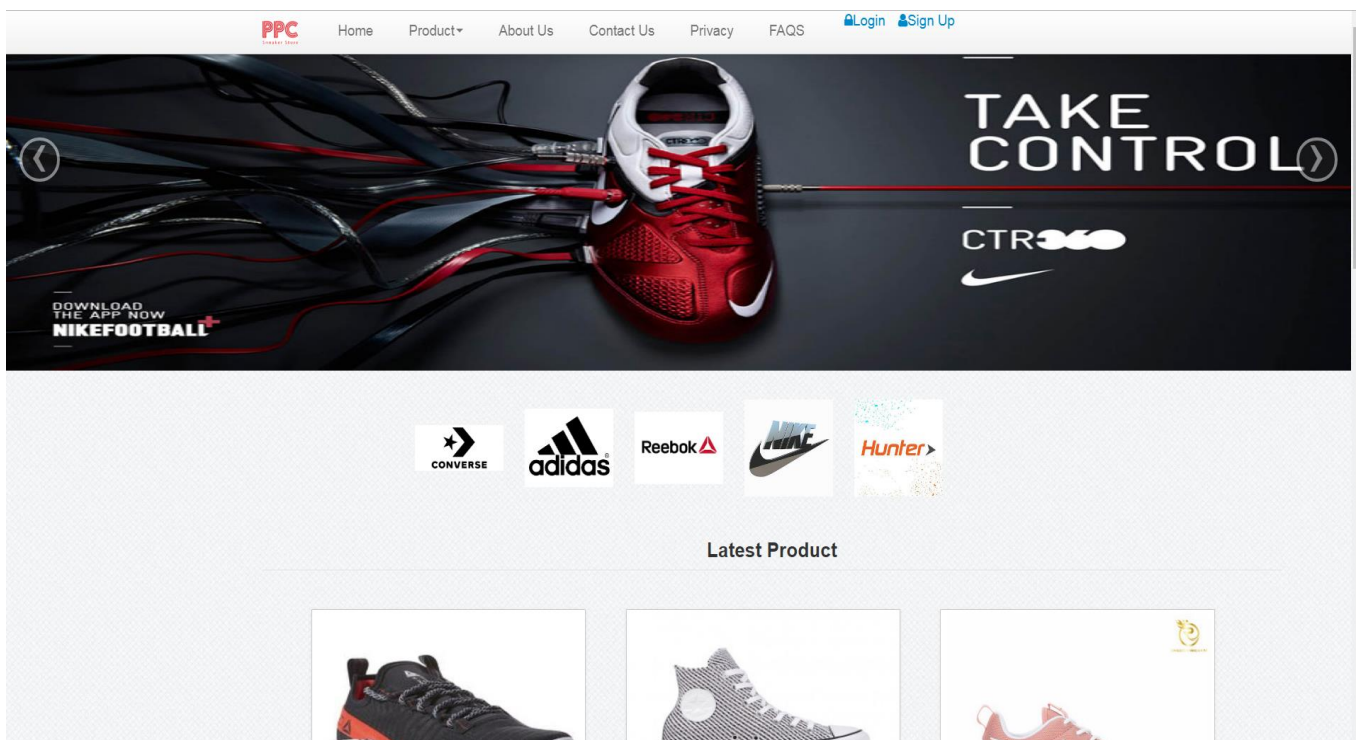 PPC
Home
Product
About Us
Contact Us
Privacy
FAQS
Login
Sign Up
TAKE
CONTROL
CTR360
DOWNLOAD
THE APP NOW
NIKEFOOTBALL+
CONVERSE
adidas
Reebok
NIKE
Hunter
Latest Product